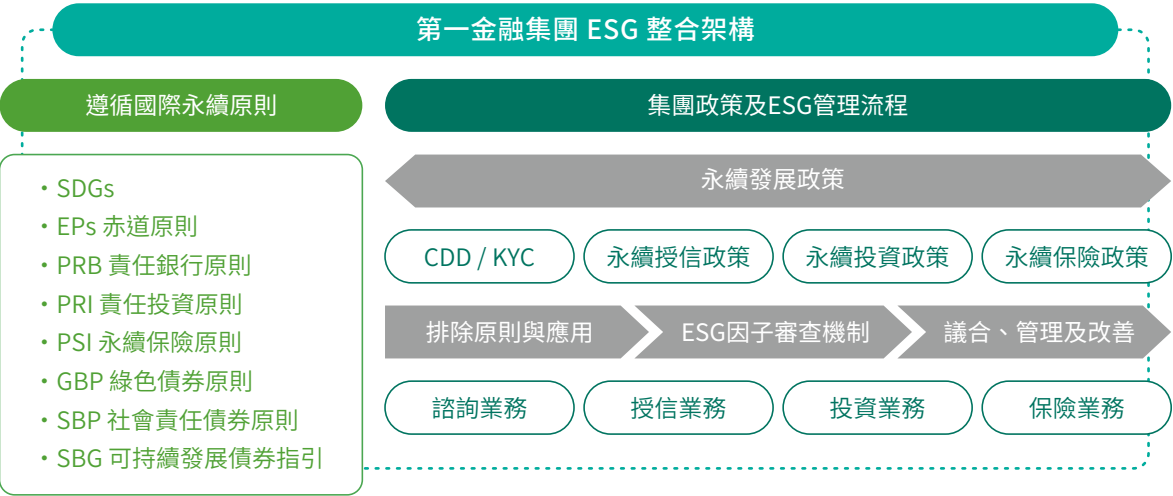 第一金融集團 ESG 整合架構
遵循國際永續原則
・SDGs
・EPs 赤道原則
・PRB 責任銀行原則
・PRI 責任投資原則
・PSI 永續保險原則
・GBP 綠色債券原則
・SBP 社會責任債券原則
・SBG 可持續發展債券指引
集團政策及ESG管理流程
永續發展政策
CDD / KYC
永續授信政策
永續投資政策
永續保險政策
排除原則與應用
ESG因子審查機制
議合、管理及改善
諮詢業務
授信業務
投資業務
保險業務